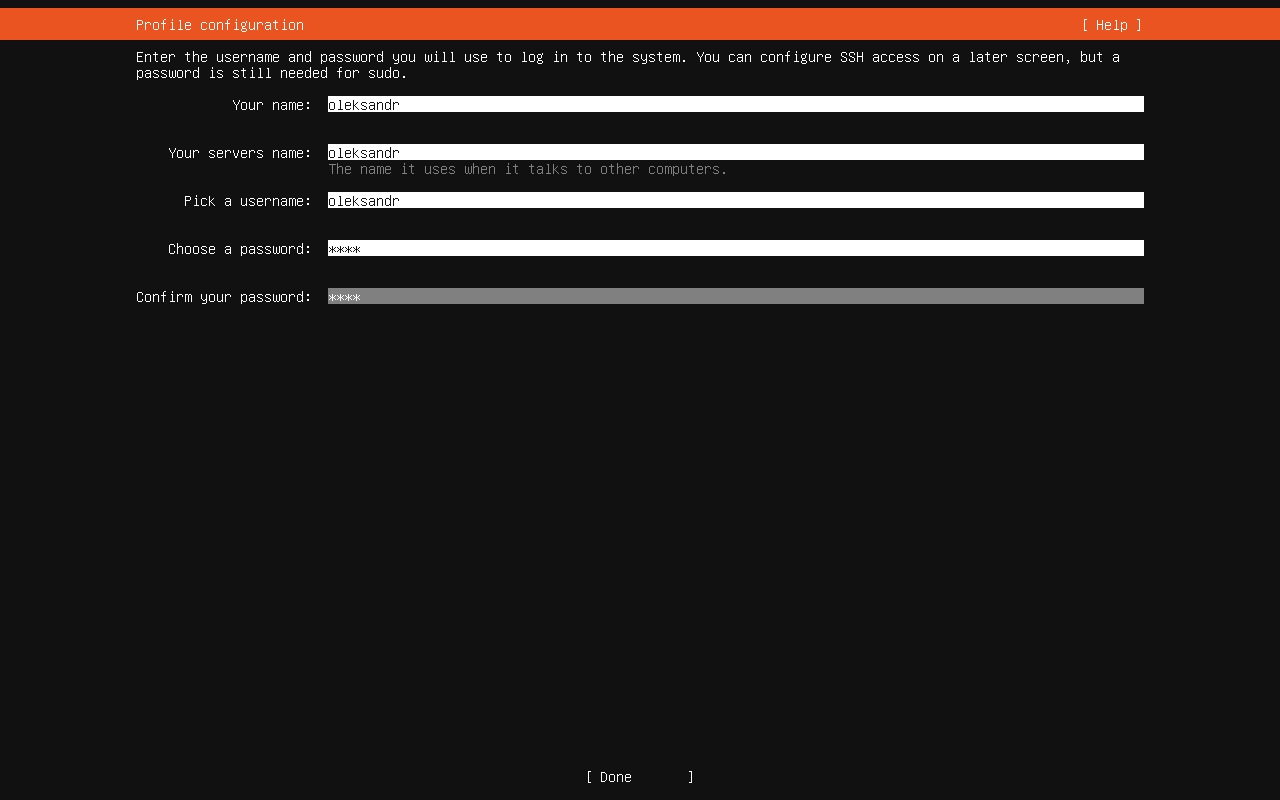 Profile configuration [ Help ]
Enter the username and password you will use to log in to the system. You can configure SSH access on a later screen, but a
password is still needed for sudo.
Your name: oleksandr
Your servers name: oleksandr
The name it uses when it talks to other computers.
Pick a username: oleksandr
Choose a password: ****
Confirm your password: ****
[ Done ]